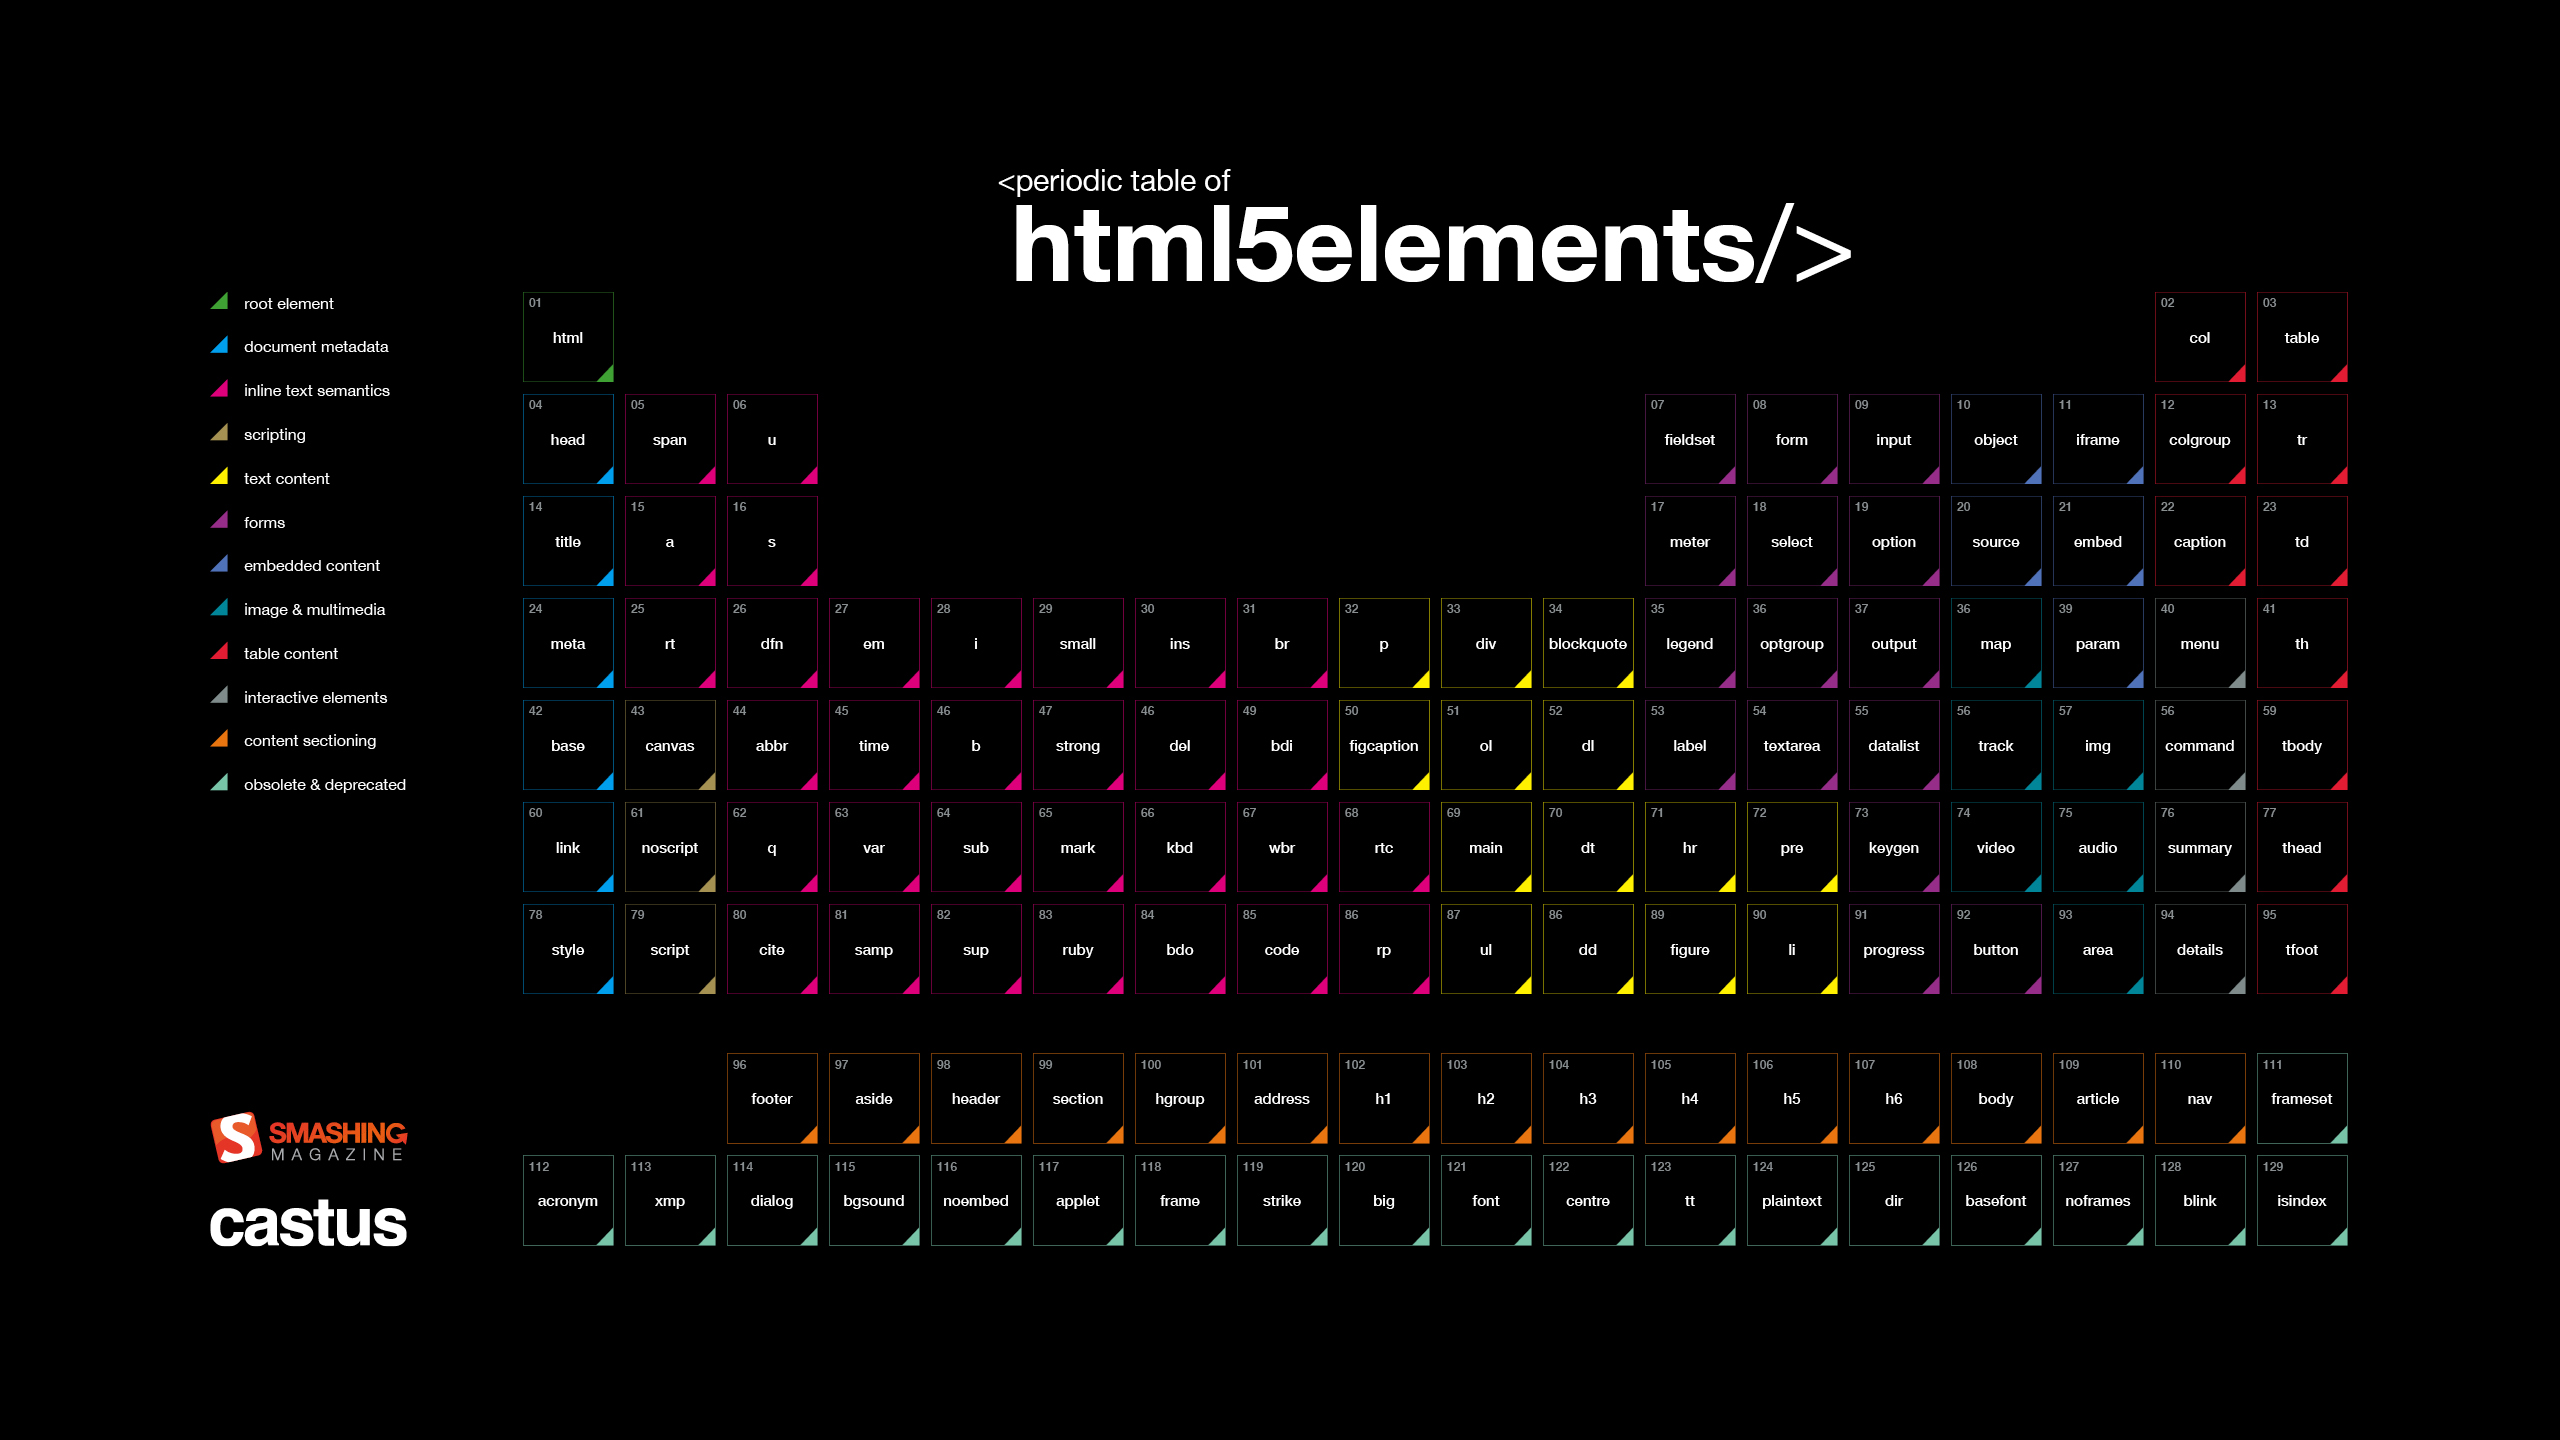 <periodic table of
html5elements/>
root element
document metadata
inline text semantics
scripting
text content
forms
embedded content
image & multimedia
table content
interactive elements
content sectioning
obsolete & deprecated
01 02 03
html col table
04 05 06 07 08 09 10 11 12 13
head span u fieldset form input object iframe colgroup tr
14 15 16 17 18 19 20 21 22 23
title a s meter select option source embed caption td
24 25 26 27 28 29 30 31 32 33 34 35 36 37 36 39 40 41
meta rt dfn em i small ins br p div blockquote legend optgroup output map param menu th
42 43 44 45 46 47 46 49 50 51 52 53 54 55 56 57 56 59
base canvas abbr time b strong del bdi figcaption ol dl label textarea datalist track img command tbody
60 61 62 63 64 65 66 67 68 69 70 71 72 73 74 75 76 77
link noscript q var sub mark kbd wbr rtc main dt hr pre keygen video audio summary thead
78 79 80 81 82 83 84 85 86 87 86 89 90 91 92 93 94 95
style script cite samp sup ruby bdo code rp ul dd figure li progress button area details tfoot
96 97 98 99 100 101 102 103 104 105 106 107 108 109 110 111
footer aside header section hgroup address h1 h2 h3 h4 h5 h6 body article nav frameset
112 113 114 115 116 117 118 119 120 121 122 123 124 125 126 127 128 129
acronym xmp dialog bgsound noembed applet frame strike big font centre tt plaintext dir basefont noframes blink isindex
S SMASHING
MAGAZINE
castus